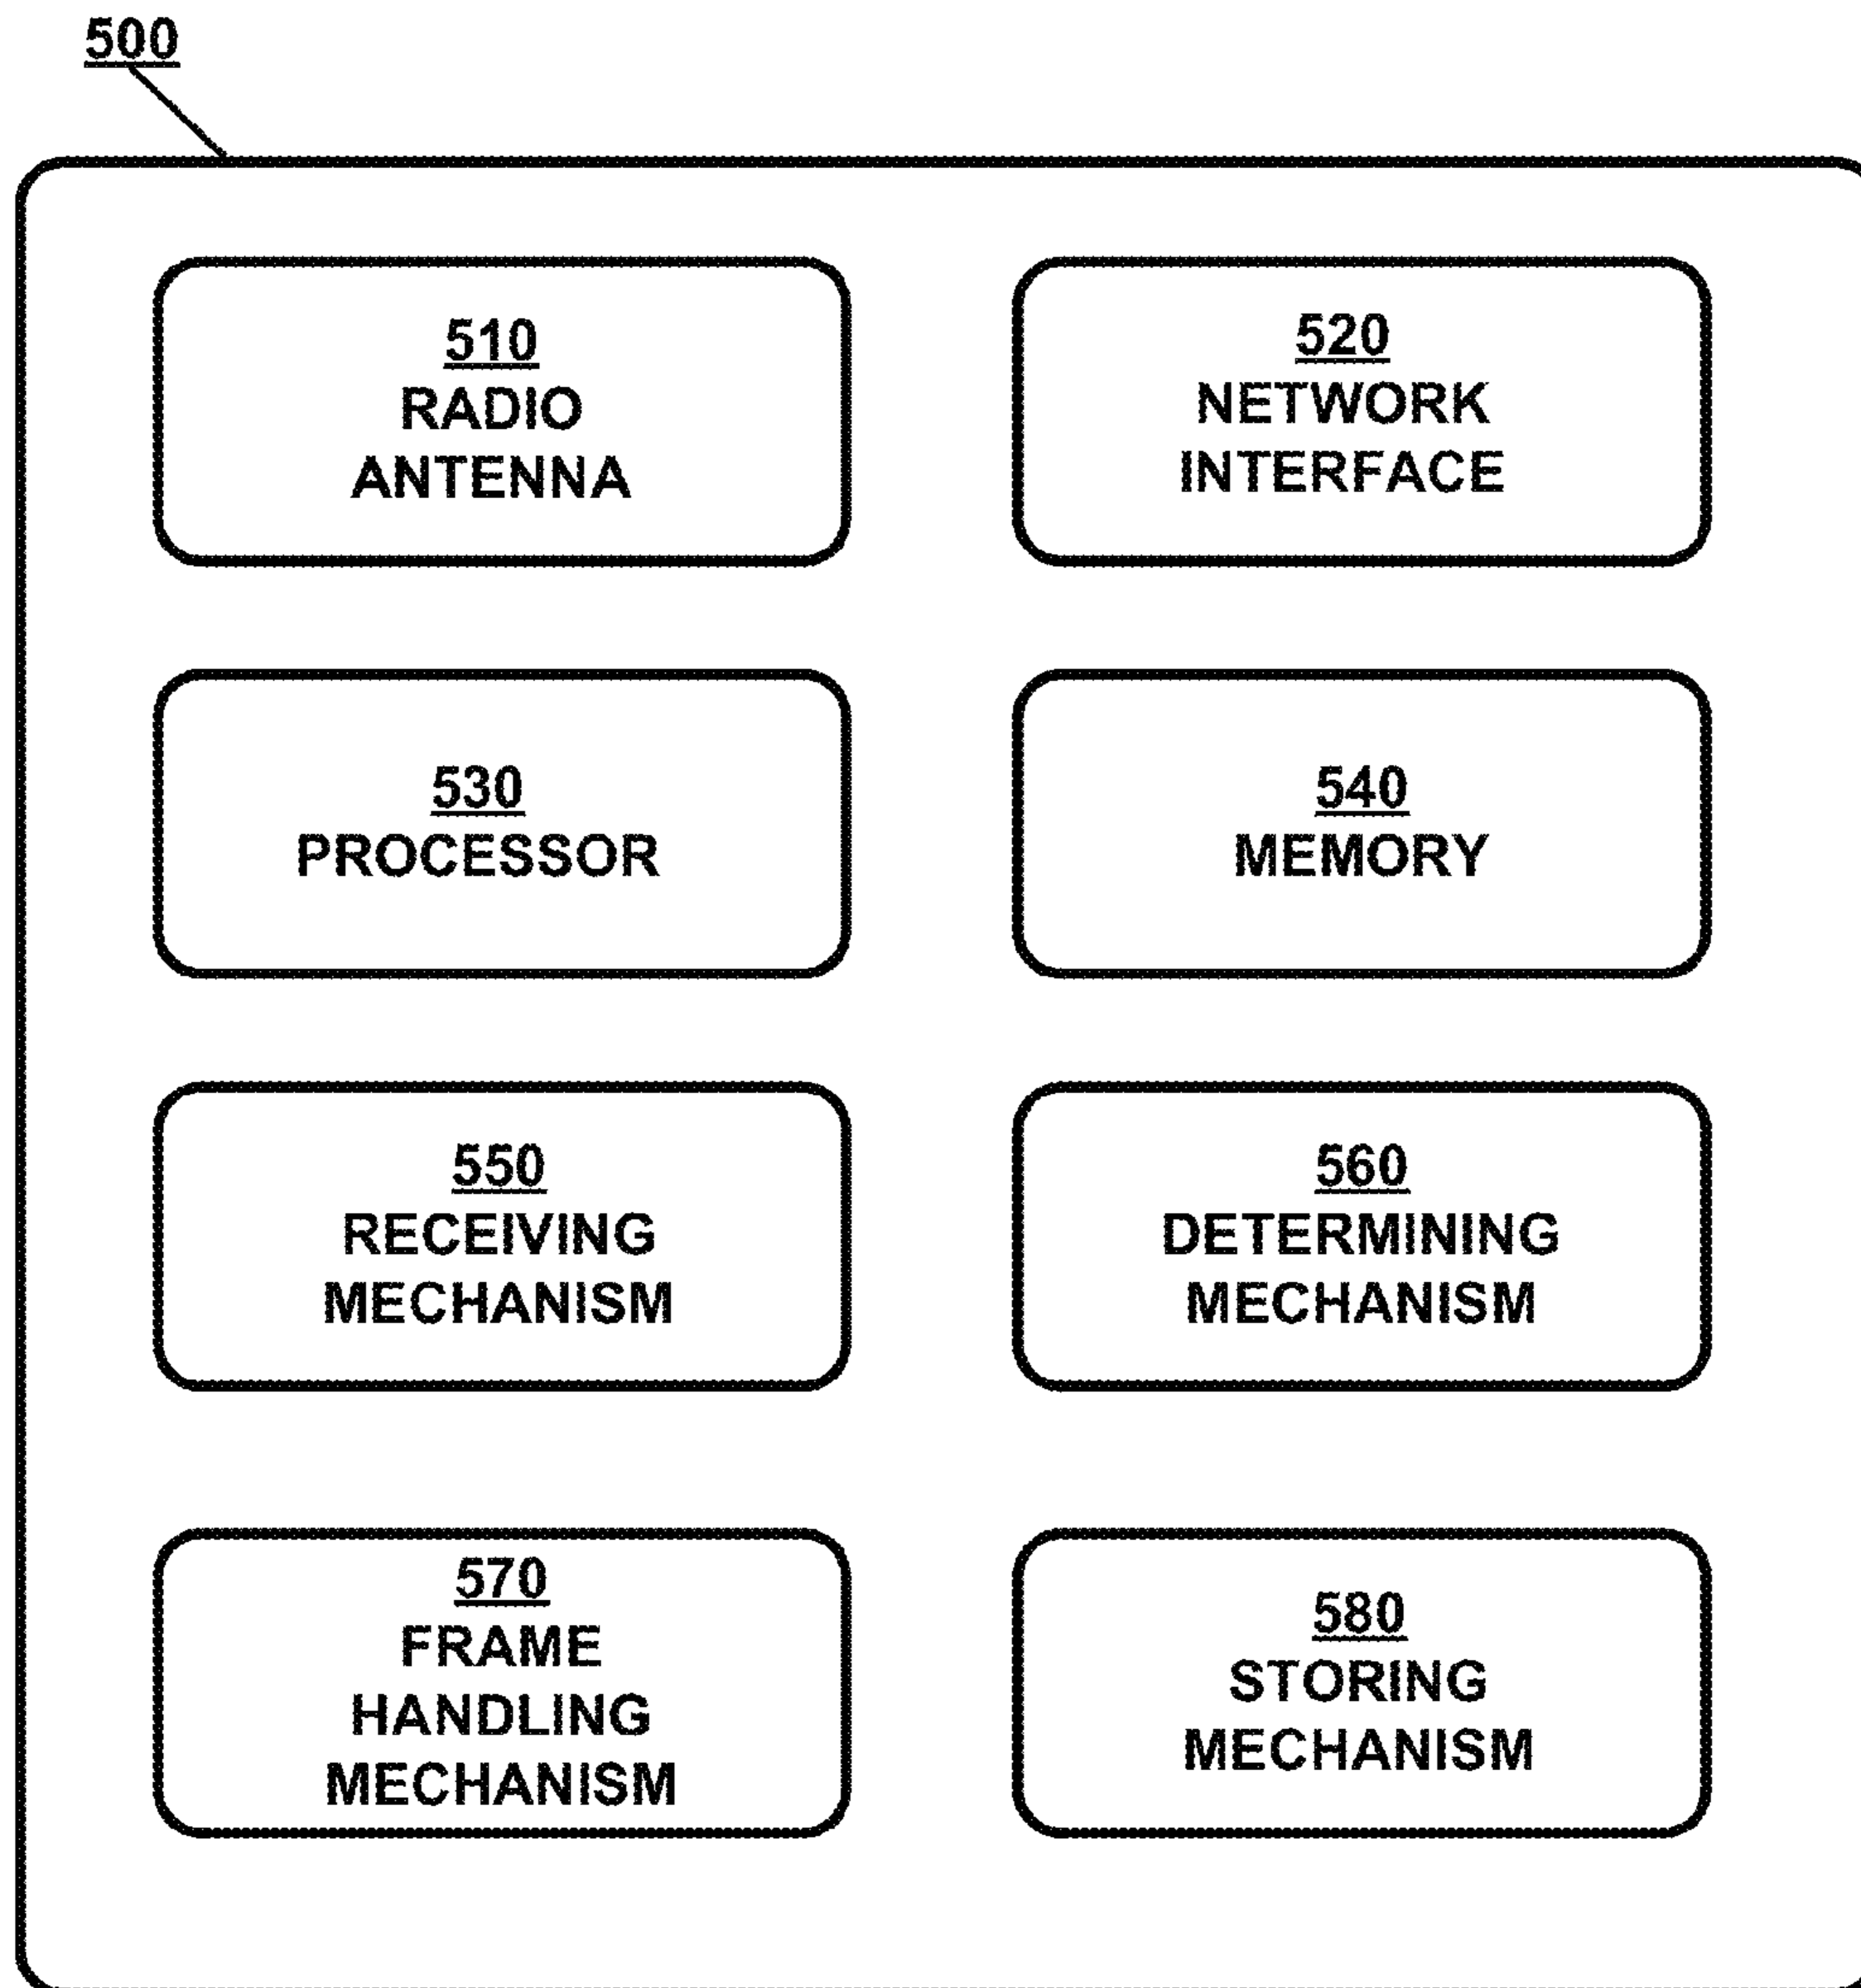 500
510
RADIO
ANTENNA
520
NETWORK
INTERFACE
530
PROCESSOR
540
MEMORY
550
RECEIVING
MECHANISM
560
DETERMINING
MECHANISM
570
FRAME
HANDLING
MECHANISM
580
STORING
MECHANISM